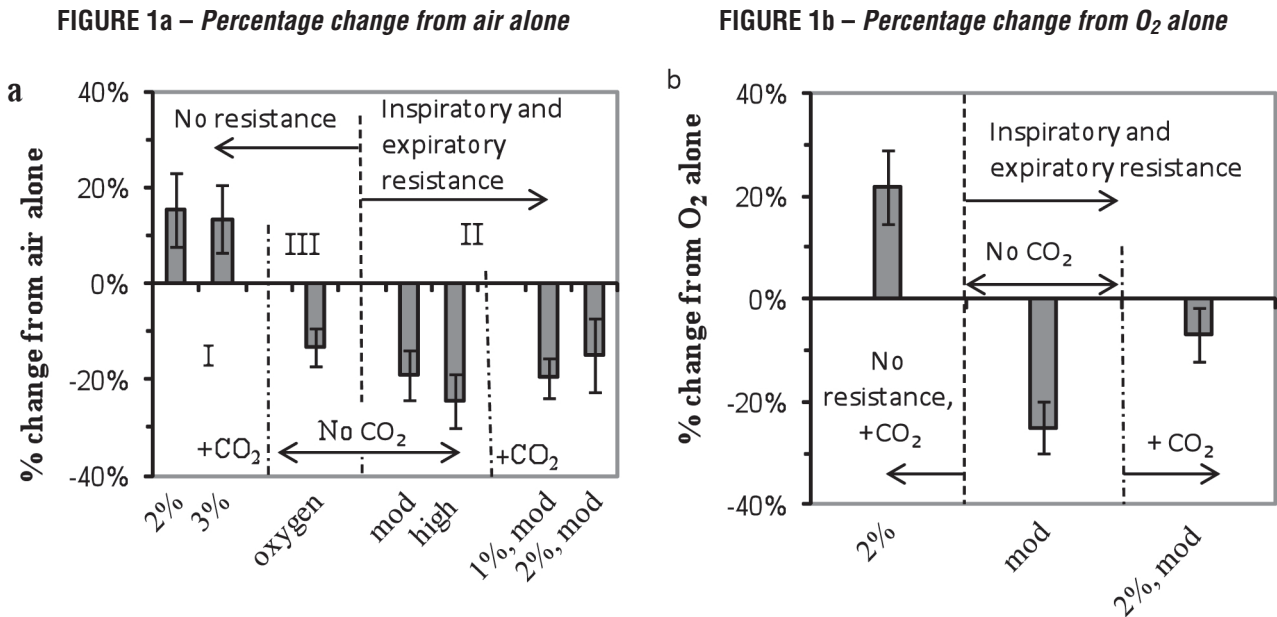 FIGURE 1a – Percentage change from air alone
a
% change from air alone
40%
20%
0%
-20%
-40%
No resistance
Inspiratory and
expiratory
resistance
III
II
I
+CO₂
No CO₂
+CO₂
2%
3%
oxygen
mod
high
1%, mod
2%, mod
FIGURE 1b – Percentage change from O₂ alone
b
% change from O₂ alone
40%
20%
0%
-20%
-40%
Inspiratory and
expiratory resistance
No CO₂
No
resistance,
+CO₂
+ CO₂
2%
mod
2%, mod